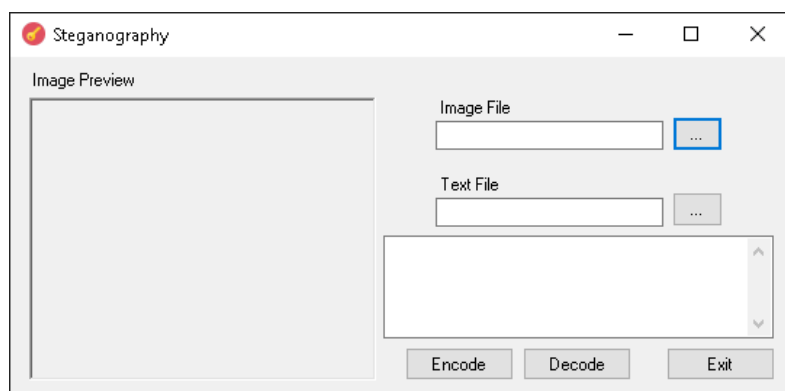 Steganography
Image Preview
Image File
...
Text File
...
Encode Decode Exit